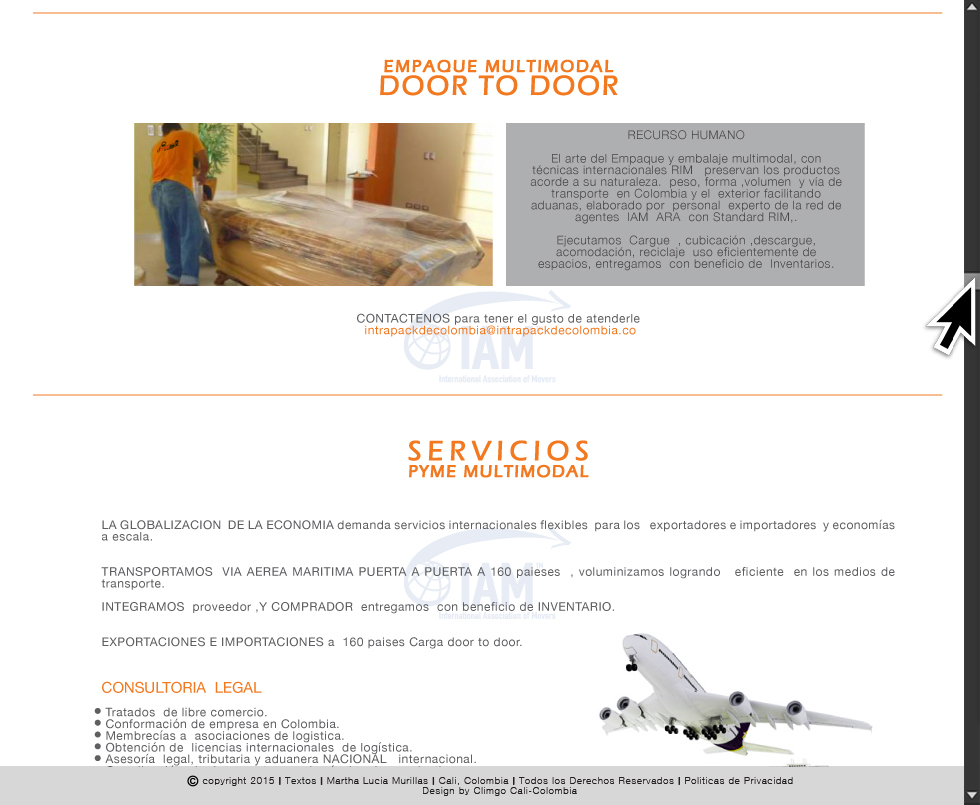 EMPAQUE MULTIMODAL
DOOR TO DOOR
RECURSO HUMANO
El arte del Empaque y embalaje multimodal, con
técnicas internacionales RIM preservan los productos
acorde a su naturaleza. peso, forma ,volumen y vía de
transporte en Colombia y el exterior facilitando
aduanas, elaborado por personal experto de la red de
agentes IAM ARA con Standard RIM,.
Ejecutamos Cargue , cubicación ,descargue,
acomodación, reciclaje uso eficientemente de
espacios, entregamos con beneficio de Inventarios.
CONTACTENOS para tener el gusto de atenderle
intrapackdecolombia@intrapackdecolombia.co
IAM
International Association of Movers
SERVICIOS
PYME MULTIMODAL
LA GLOBALIZACION DE LA ECONOMIA demanda servicios internacionales flexibles para los exportadores e importadores y economías
a escala.
TRANSPORTAMOS VIA AEREA MARITIMA PUERTA A PUERTA A 160 paieses , voluminizamos logrando eficiente en los medios de
transporte.
IAM
INTEGRAMOS proveedor ,Y COMPRADOR entregamos con beneficio de INVENTARIO.
International Association of Movers
EXPORTACIONES E IMPORTACIONES a 160 paises Carga door to door.
CONSULTORIA LEGAL
• Tratados de libre comercio.
• Conformación de empresa en Colombia.
• Membrecías a asociaciones de logistica.
• Obtención de licencias internacionales de logística.
• Asesoría legal, tributaria y aduanera NACIONAL internacional.
© copyright 2015 | Textos | Martha Lucia Murillas | Cali, Colombia | Todos los Derechos Reservados | Politicas de Privacidad
Design by Climgo Cali-Colombia